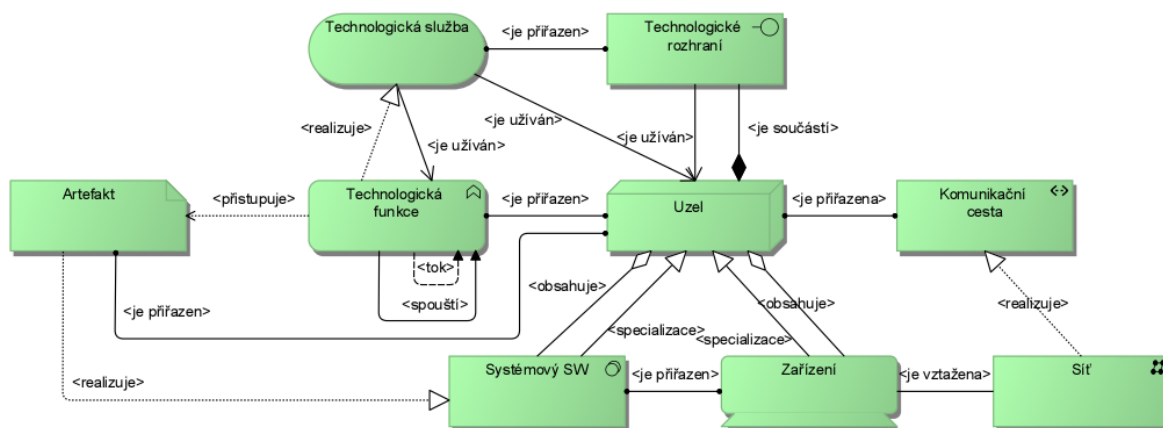 Technologická služba
<je přiřazen>
Technologické
rozhraní
<realizuje>
<je užíván>
<je užíván>
<je užíván>
<je součástí>
Artefakt
<přistupuje>
Technologická
funkce
<je přiřazen>
Uzel
<je přiřazena>
Komunikační
cesta
<tok>
<spouští>
<je přiřazen>
<obsahuje>
<obsahuje>
<realizuje>
<specializace>
<specializace>
<realizuje>
Systémový SW
<je přiřazen>
Zařízení
<je vztažena>
Síť